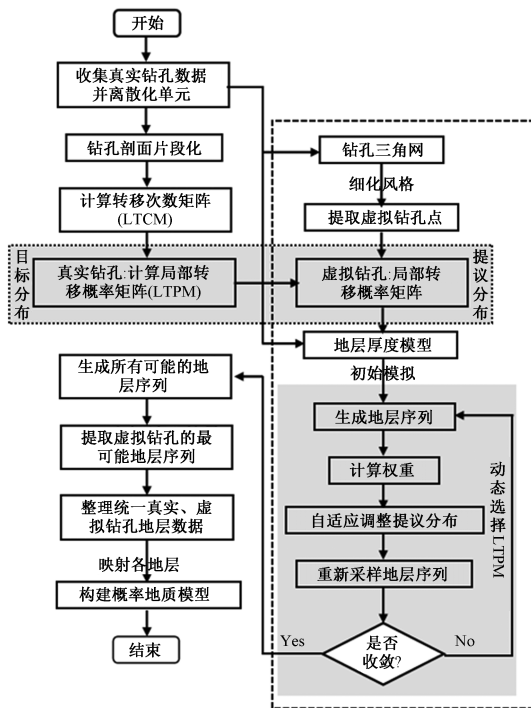 开始
收集真实钻孔数据
并离散化单元
钻孔剖面片段化
计算转移次数矩阵
(LTCM)
目标分布
真实钻孔:计算局部转
移概率矩阵(LTPM)
钻孔三角网
细化风格
提取虚拟钻孔点
虚拟钻孔:局部转
移概率矩阵
提议分布
地层厚度模型
初始模拟
生成地层序列
计算权重
自适应调整提议分布
重新采样地层序列
是否
收敛?
Yes
No
动态选择LTPM
生成所有可能的地
层序列
提取虚拟钻孔的最
可能地层序列
整理统一真实、虚
拟钻孔地层数据
映射各地层
构建概率地质模型
结束